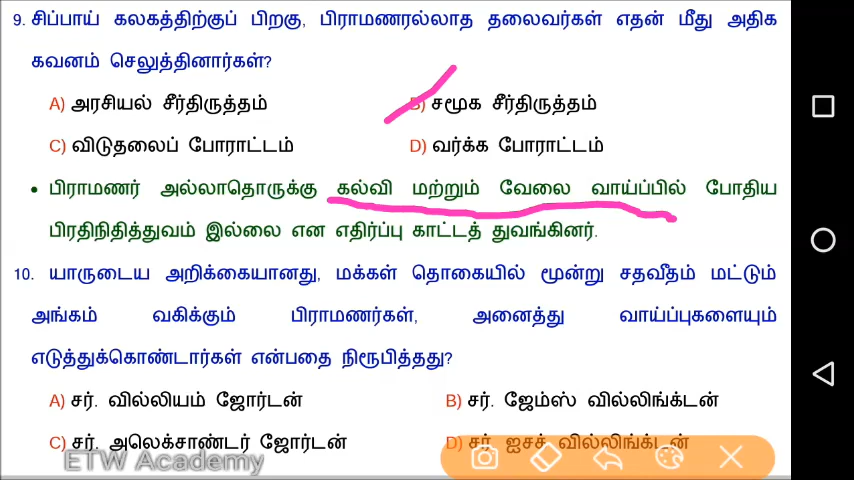 9. சிப்பாய் கலகத்திற்குப் பிறகு, பிராமணரல்லாத தலைவர்கள் எதன் மீது அதிக
கவனம் செலுத்தினார்கள்?
A) அரசியல் சீர்திருத்தம் B) சமூக சீர்திருத்தம்
C) விடுதலைப் போராட்டம் D) வர்க்க போராட்டம்
• பிராமணர் அல்லாதொருக்கு கல்வி மற்றும் வேலை வாய்ப்பில் போதிய
பிரதிநிதித்துவம் இல்லை என எதிர்ப்பு காட்டத் துவங்கினர்.
10. யாருடைய அறிக்கையானது, மக்கள் தொகையில் மூன்று சதவீதம் மட்டும்
அங்கம் வகிக்கும் பிராமணர்கள், அனைத்து வாய்ப்புகளையும்
எடுத்துக்கொண்டார்கள் என்பதை நிரூபித்தது?
A) சர். வில்லியம் ஜோர்டன் B) சர். ஜேம்ஸ் வில்லிங்க்டன்
C) சர். அலெக்சாண்டர் ஜோர்டன் D) சர். ஐசக் வில்லிங்க்டன்
ETW Academy